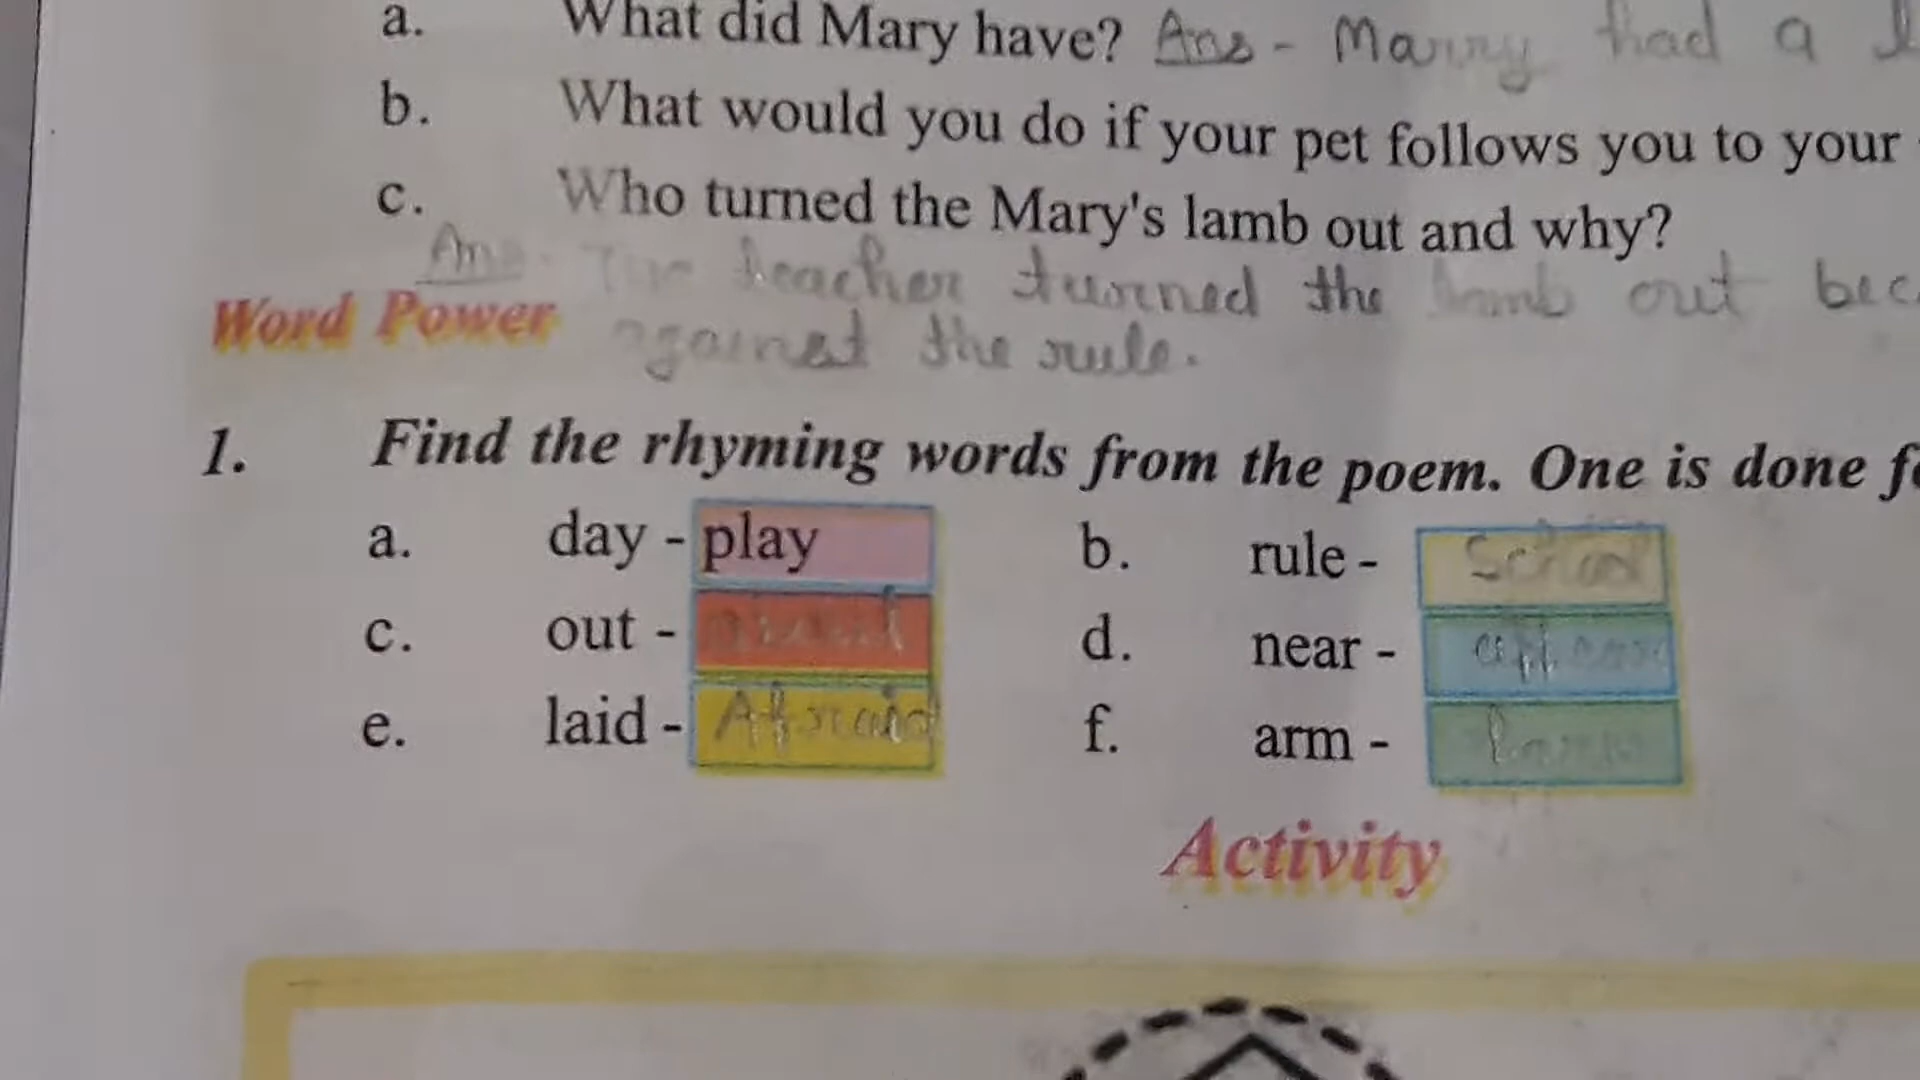 a. What did Mary have? Ans - Marry had a l
b. What would you do if your pet follows you to your
c. Who turned the Mary's lamb out and why?
Ans. The teacher turned the lamb out bec
Word Power against the rule.
1. Find the rhyming words from the poem. One is done f
a. day - play b. rule - School
c. out - d. near -
e. laid - Afraid f. arm -
Activity